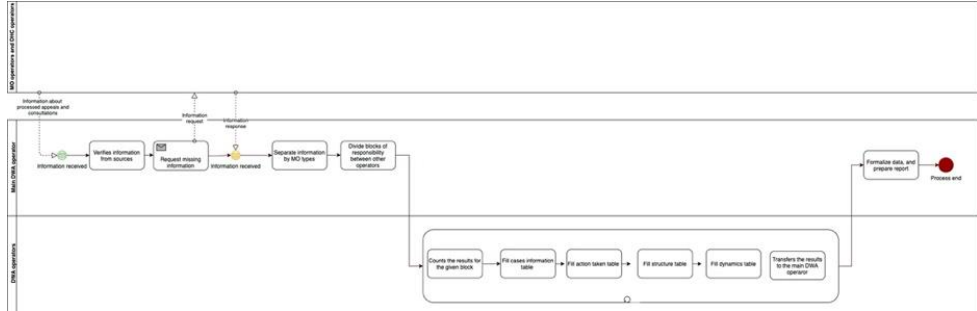 MO operators and DHC operators
Information about
processed appeals and
consultations
Information
request
Information
response
Main DWA operator
Information received
Verifies information
from sources
Request missing
information
Information received
Separate information
by MO types
Divide blocks of
responsibility
between other
operators
Formalize data, and
prepare report
Process end
DWA operators
Counts the results for
the given block
Fill cases information
table
Fill action taken table
Fill structure table
Fill dynamics table
Transfers the results
to the main DWA
operator